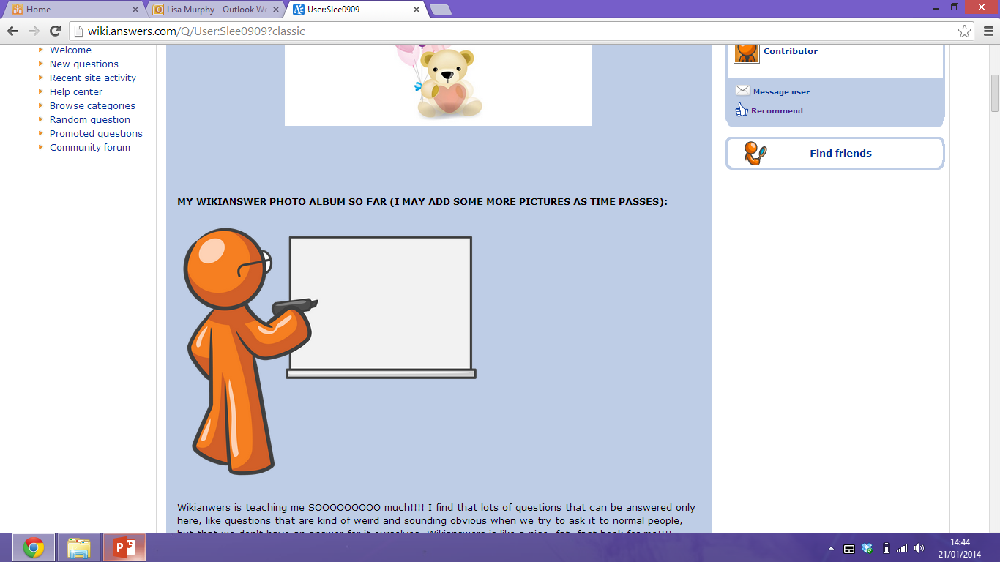 Home
Lisa Murphy - Outlook We
User:Slee0909
wiki.answers.com/Q/User:Slee0909?classic
Welcome
New questions
Recent site activity
Help center
Browse categories
Random question
Promoted questions
Community forum
Contributor
Message user
Recommend
Find friends
MY WIKIANSWER PHOTO ALBUM SO FAR (I MAY ADD SOME MORE PICTURES AS TIME PASSES):
Wikianwers is teaching me SOOOOOOOOO much!!!! I find that lots of questions that can be answered only
here, like questions that are kind of weird and sounding obvious when we try to ask it to normal people,
but that we don't have an answer for it ourselves. Wikianwers is like a nice, fat, fact book for me!!!!
14:44
21/01/2014